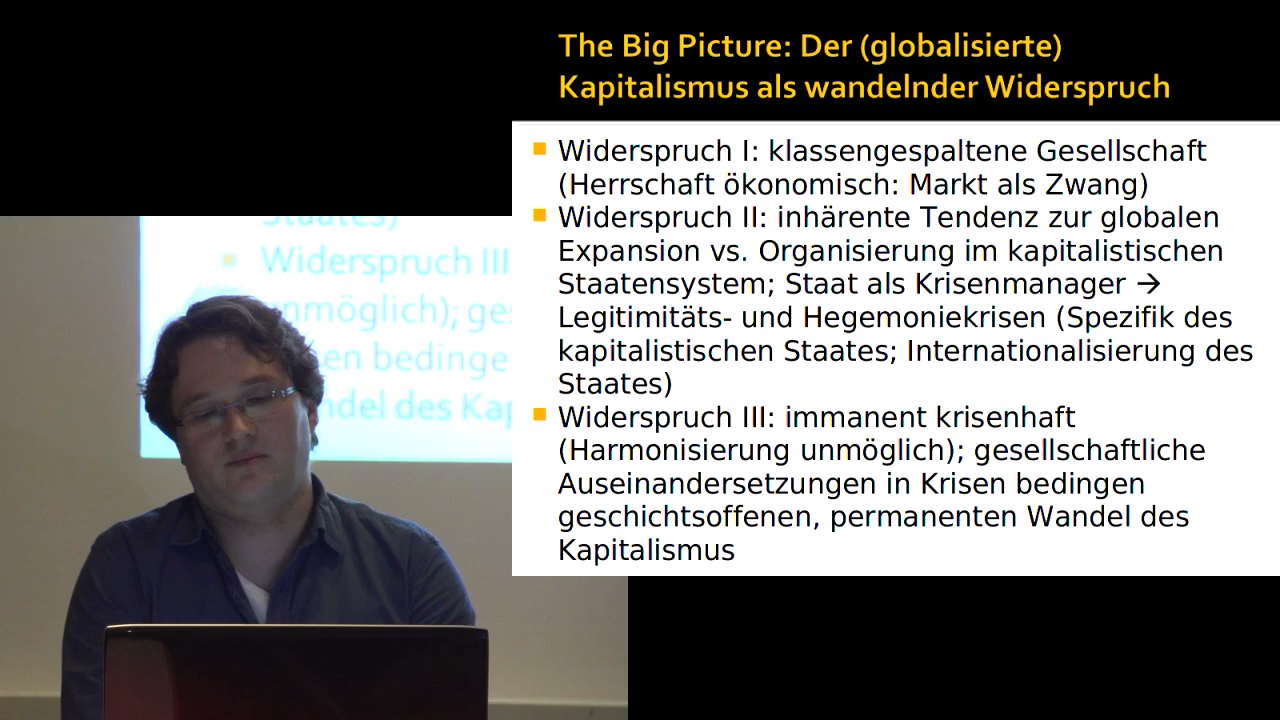 The Big Picture: Der (globalisierte)
Kapitalismus als wandelnder Widerspruch
Widerspruch I: klassengespaltene Gesellschaft
(Herrschaft ökonomisch: Markt als Zwang)
Widerspruch II: inhärente Tendenz zur globalen
Expansion vs. Organisierung im kapitalistischen
Staatensystem; Staat als Krisenmanager →
Legitimitäts- und Hegemoniekrisen (Spezifik des
kapitalistischen Staates; Internationalisierung des
Staates)
Widerspruch III: immanent krisenhaft
(Harmonisierung unmöglich); gesellschaftliche
Auseinandersetzungen in Krisen bedingen
geschichtsoffenen, permanenten Wandel des
Kapitalismus
Staates)
Widerspruch III
nmöglich); ges
en bedinge
ndel des Kap